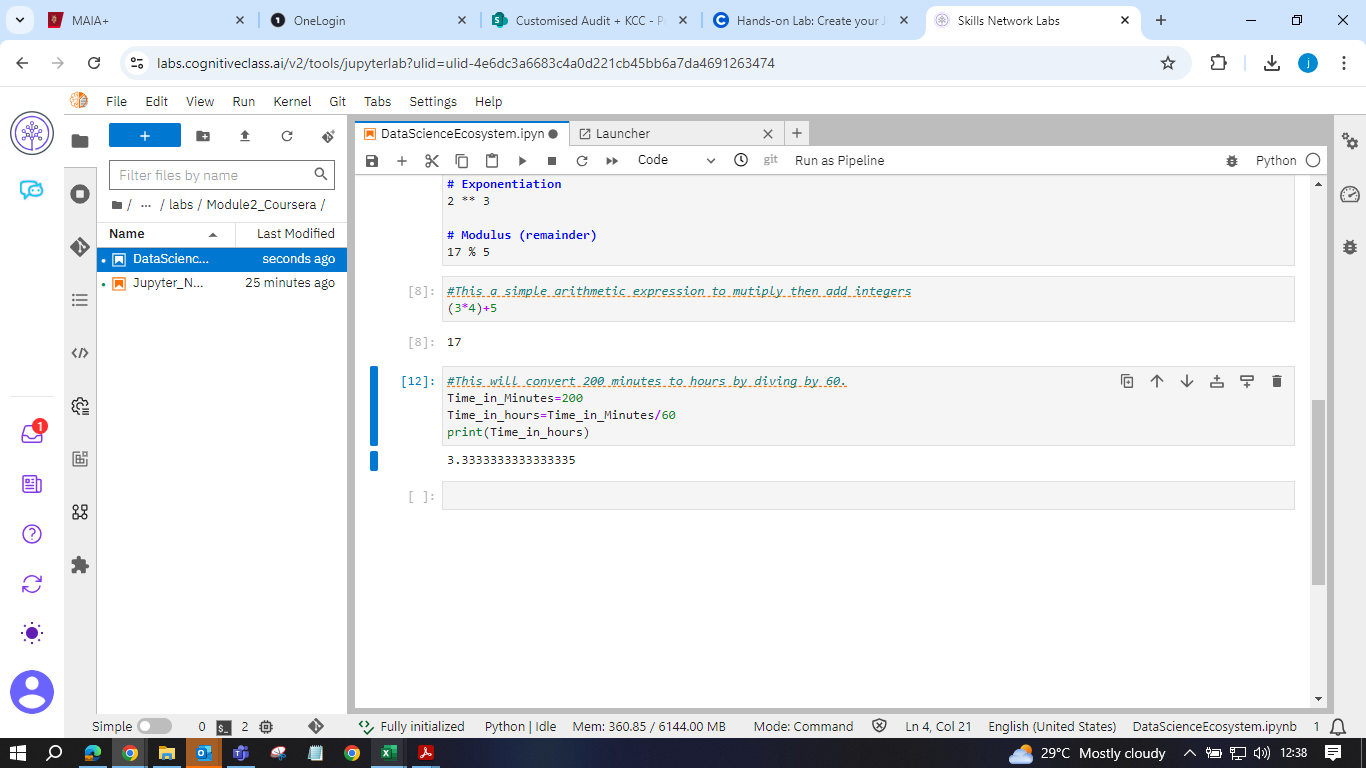 MAIA+
OneLogin
Customised Audit + KCC - P
Hands-on Lab: Create your J
Skills Network Labs
labs.cognitiveclass.ai/v2/tools/jupyterlab?ulid=ulid-4e6dc3a6683c4a0d221cb45bb6a7da4691263474
j
File Edit View Run Kernel Git Tabs Settings Help
DataScienceEcosystem.ipyn
Launcher
Code
git
Run as Pipeline
Python
Filter files by name
/ ... / labs / Module2_Coursera /
Name Last Modified
DataScienc... seconds ago
Jupyter_N... 25 minutes ago
1
# Exponentiation
2 ** 3
# Modulus (remainder)
17 % 5
[8]: #This a simple arithmetic expression to mutiply then add integers
(3*4)+5
[8]: 17
[12]: #This will convert 200 minutes to hours by diving by 60.
Time_in_Minutes=200
Time_in_hours=Time_in_Minutes/60
print(Time_in_hours)
3.3333333333333335
[ ]:
Simple 0 2 Fully initialized Python | Idle Mem: 360.85 / 6144.00 MB Mode: Command Ln 4, Col 21 English (United States) DataScienceEcosystem.ipynb 1
29°C Mostly cloudy 12:38